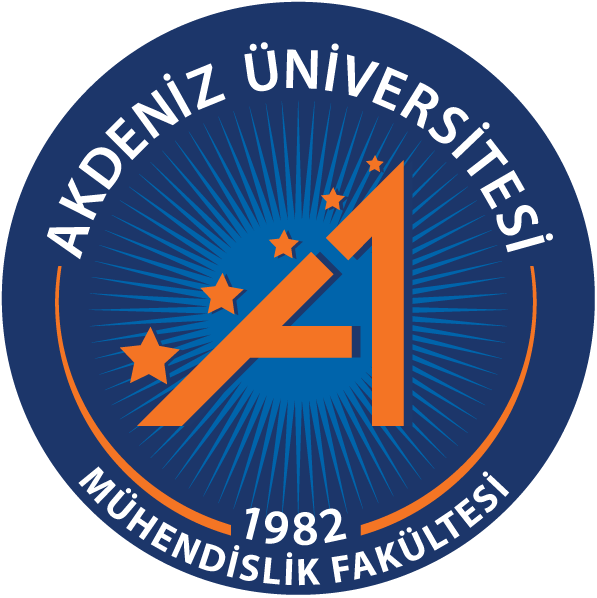 AKDENİZ ÜNİVERSİTESİ
1982
MÜHENDİSLİK FAKÜLTESİ